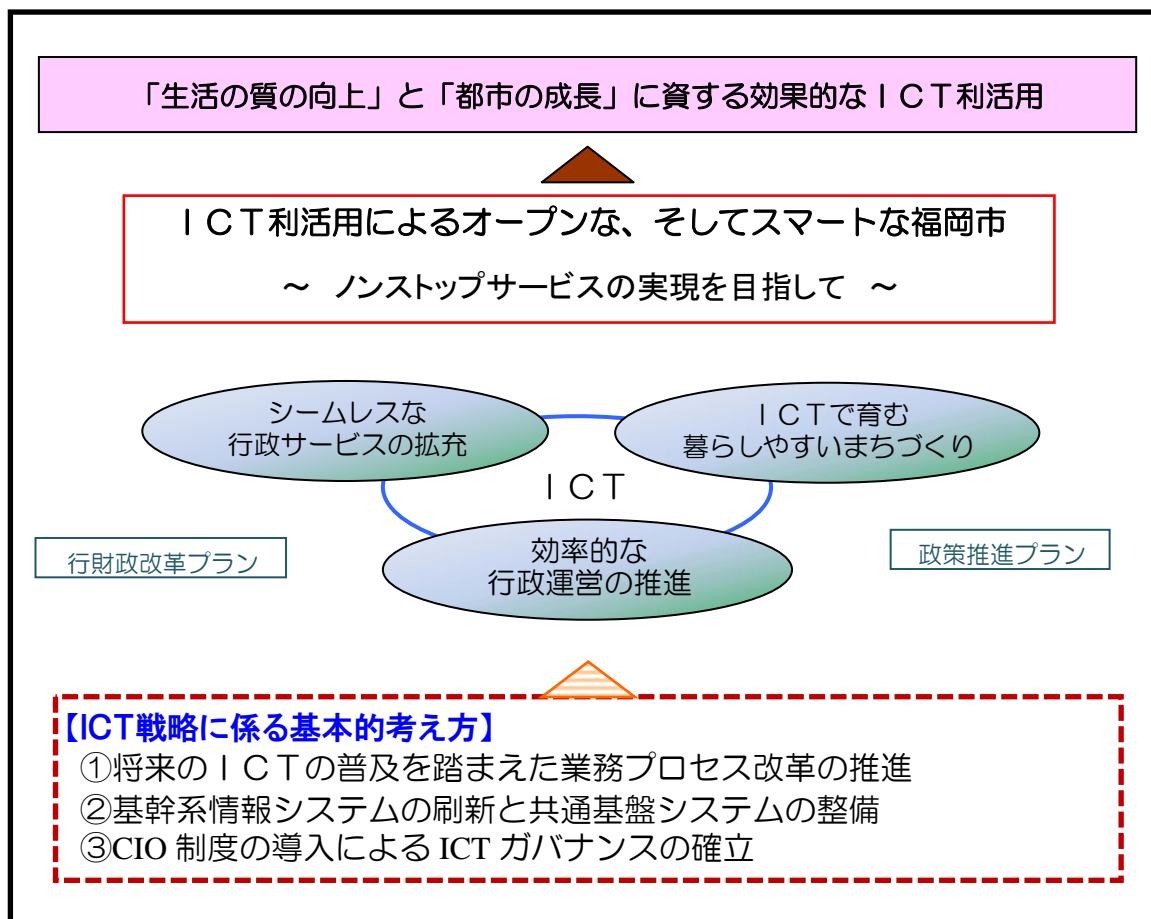 「生活の質の向上」と「都市の成長」に資する効果的なＩＣＴ利活用
ＩＣＴ利活用によるオープンな、そしてスマートな福岡市
～ ノンストップサービスの実現を目指して ～
シームレスな
行政サービスの拡充
ＩＣＴで育む
暮らしやすいまちづくり
ＩＣＴ
効率的な
行政運営の推進
行財政改革プラン
政策推進プラン
【ICT戦略に係る基本的考え方】
①将来のＩＣＴの普及を踏まえた業務プロセス改革の推進
②基幹系情報システムの刷新と共通基盤システムの整備
③CIO 制度の導入による ICT ガバナンスの確立